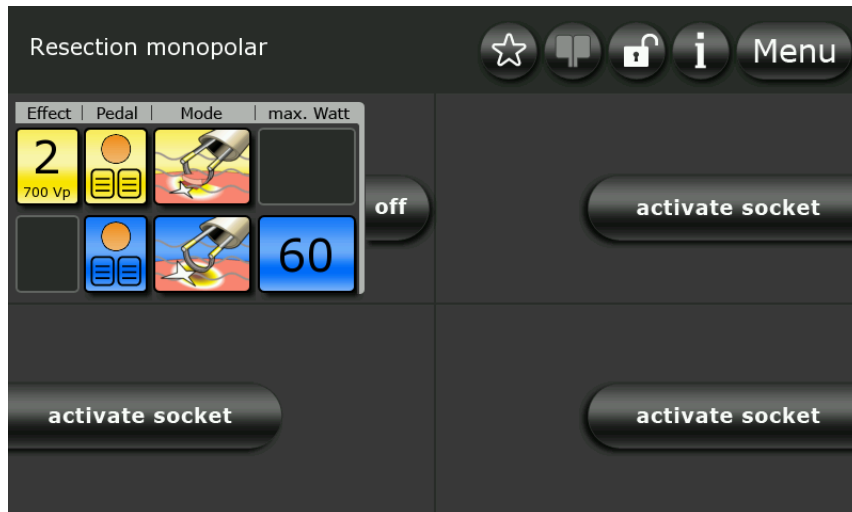 Resection monopolar
i
Menu
Effect | Pedal | Mode | max. Watt
2
700 Vp
off
activate socket
60
activate socket
activate socket